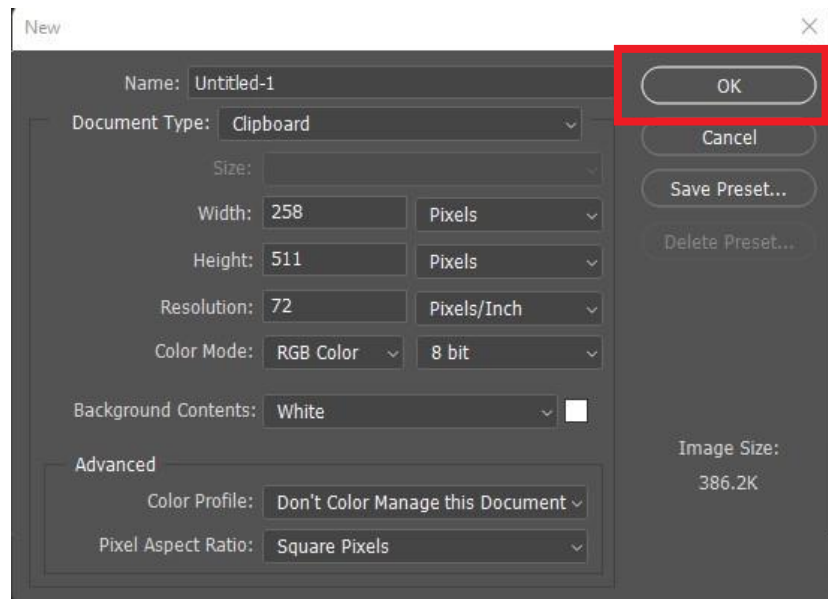 New
Name: Untitled-1
OK
Document Type: Clipboard
Cancel
Size:
Save Preset...
Width: 258 Pixels
Delete Preset...
Height: 511 Pixels
Resolution: 72 Pixels/Inch
Color Mode: RGB Color 8 bit
Background Contents: White
Image Size:
386.2K
Advanced
Color Profile: Don't Color Manage this Document
Pixel Aspect Ratio: Square Pixels